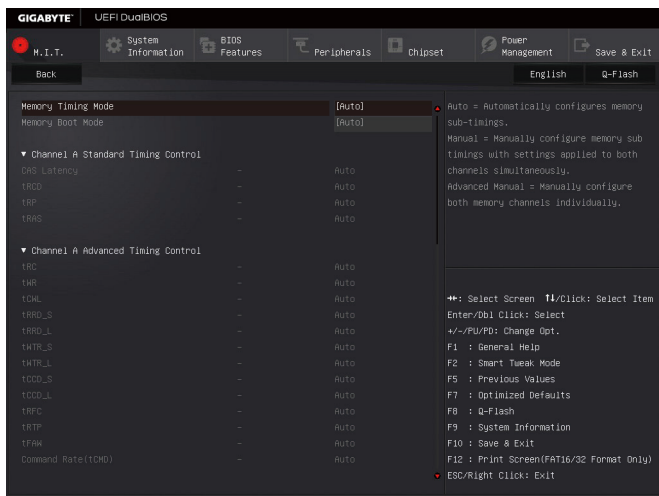 GIGABYTE™ UEFI DualBIOS
M.I.T. System Information BIOS Features Peripherals Chipset Power Management Save & Exit
Back English Q-Flash
Memory Timing Mode [Auto]
Memory Boot Mode [Auto]
▼ Channel A Standard Timing Control
CAS Latency - Auto
tRCD - Auto
tRP - Auto
tRAS - Auto
▼ Channel A Advanced Timing Control
tRC - Auto
tWR - Auto
tCWL - Auto
tRRD_S - Auto
tRRD_L - Auto
tWTR_S - Auto
tWTR_L - Auto
tCCD_S - Auto
tCCD_L - Auto
tRFC - Auto
tRTP - Auto
tFAW - Auto
Command Rate(tCMD) - Auto
Auto = Automatically configures memory
sub-timings.
Manual = Manually configure memory sub
timings with settings applied to both
channels simultaneously.
Advanced Manual = Manually configure
both memory channels individually.
→←: Select Screen ↑↓/Click: Select Item
Enter/Dbl Click: Select
+/-/PU/PD: Change Opt.
F1 : General Help
F2 : Smart Tweak Mode
F5 : Previous Values
F7 : Optimized Defaults
F8 : Q-Flash
F9 : System Information
F10 : Save & Exit
F12 : Print Screen(FAT16/32 Format Only)
ESC/Right Click: Exit